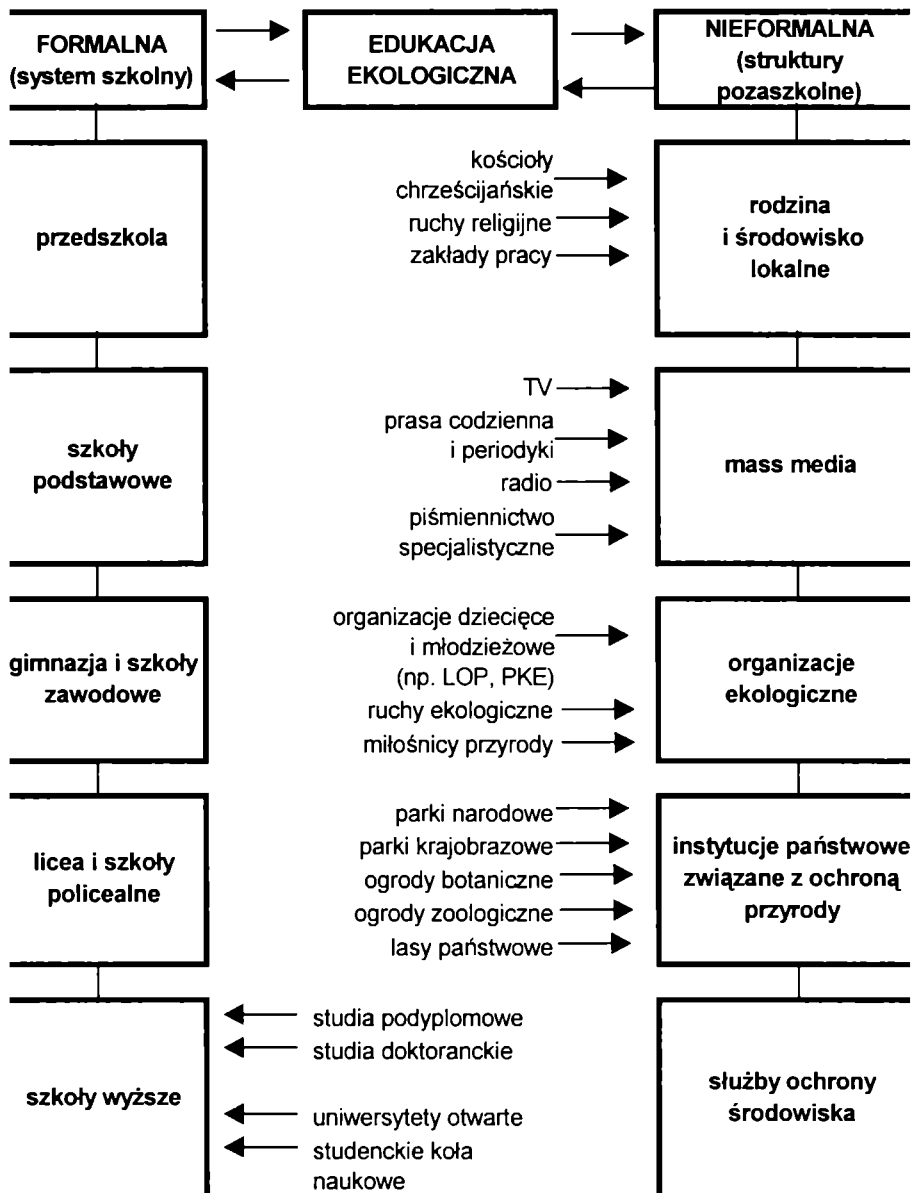 FORMALNA
(system szkolny)
EDUKACJA
EKOLOGICZNA
NIEFORMALNA
(struktury
pozaszkolne)
przedszkola
kościoły
chrześcijańskie
ruchy religijne
zakłady pracy
rodzina
i środowisko
lokalne
szkoły
podstawowe
TV
prasa codzienna
i periodyki
radio
piśmiennictwo
specjalistyczne
mass media
gimnazja i szkoły
zawodowe
organizacje dziecięce
i młodzieżowe
(np. LOP, PKE)
ruchy ekologiczne
miłośnicy przyrody
organizacje
ekologiczne
licea i szkoły
policealne
parki narodowe
parki krajobrazowe
ogrody botaniczne
ogrody zoologiczne
lasy państwowe
instytucje państwowe
związane z ochroną
przyrody
szkoły wyższe
studia podyplomowe
studia doktoranckie
uniwersytety otwarte
studenckie koła
naukowe
służby ochrony
środowiska